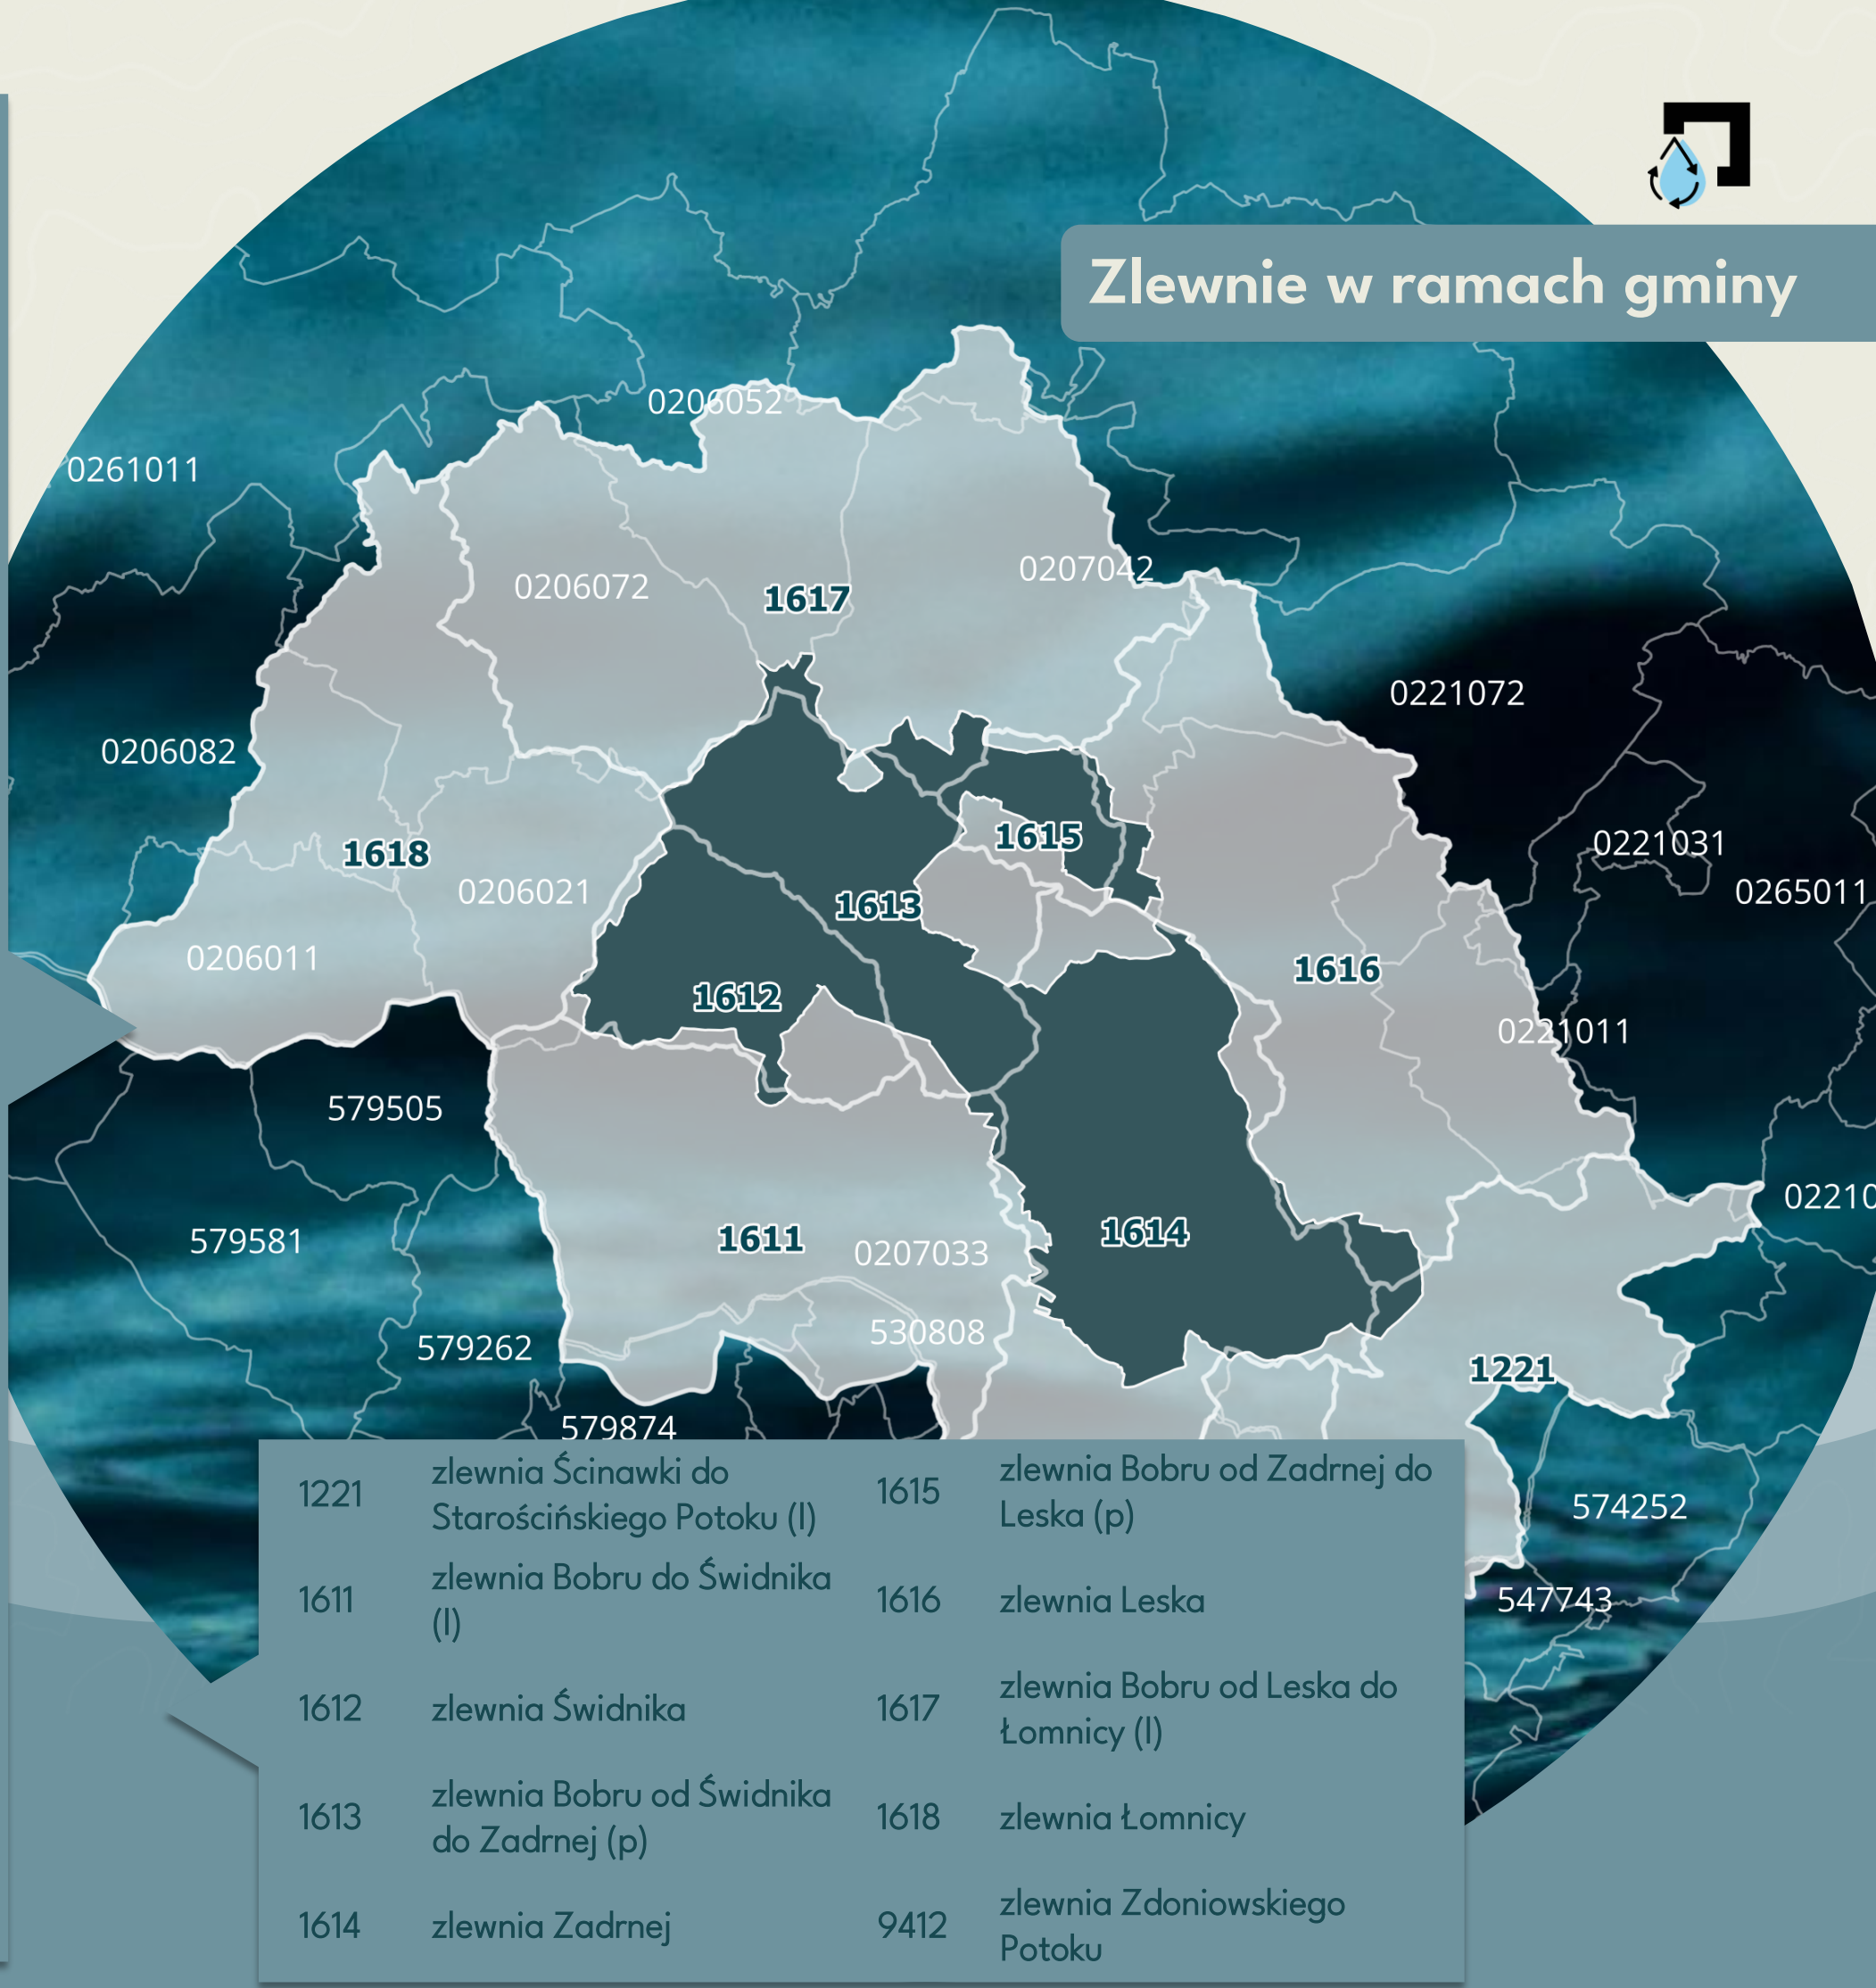 Zlewnie w ramach gminy
0206052
0261011
0207042
0206072
1617
0221072
0206082
0221031
1615
1618
0206021
0265011
1613
0206011
1616
1612
0221011
579505
02210
1614
1611
579581
0207033
530808
579262
1221
579874
574252
547743
1221 zlewnia Ścinawki do
Starościńskiego Potoku (l)
1611 zlewnia Bobru do Świdnika
(l)
1612 zlewnia Świdnika
1613 zlewnia Bobru od Świdnika
do Zadrnej (p)
1614 zlewnia Zadrnej
1615 zlewnia Bobru od Zadrnej do
Leska (p)
1616 zlewnia Leska
1617 zlewnia Bobru od Leska do
Łomnicy (l)
1618 zlewnia Łomnicy
9412 zlewnia Zdoniowskiego
Potoku